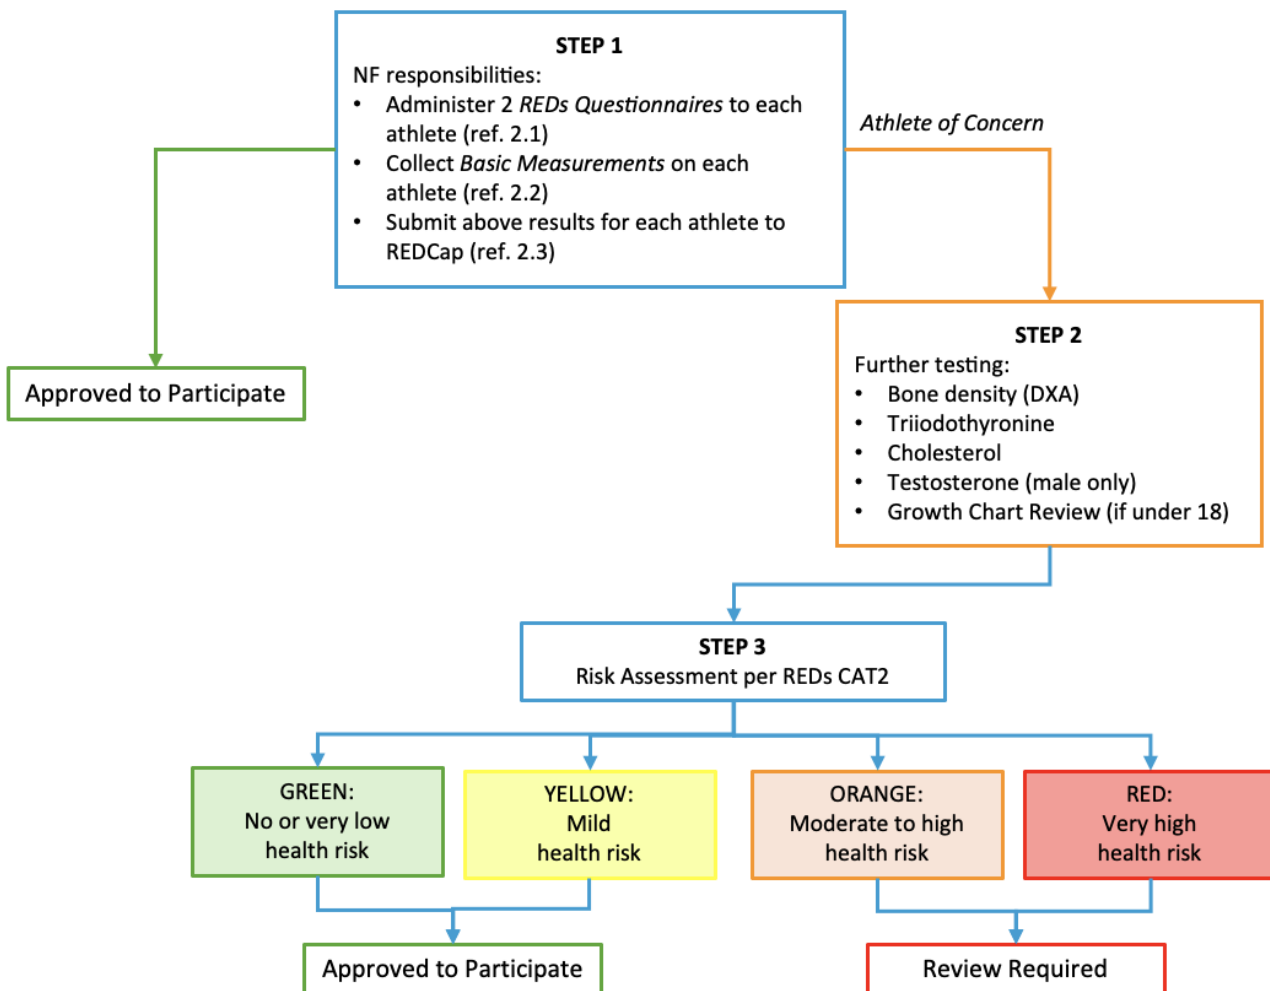 STEP 1
NF responsibilities:
• Administer 2 REDs Questionnaires to each
athlete (ref. 2.1)
• Collect Basic Measurements on each
athlete (ref. 2.2)
• Submit above results for each athlete to
REDCap (ref. 2.3)
Athlete of Concern
Approved to Participate
STEP 2
Further testing:
• Bone density (DXA)
• Triiodothyronine
• Cholesterol
• Testosterone (male only)
• Growth Chart Review (if under 18)
STEP 3
Risk Assessment per REDs CAT2
GREEN:
No or very low
health risk
YELLOW:
Mild
health risk
ORANGE:
Moderate to high
health risk
RED:
Very high
health risk
Approved to Participate
Review Required